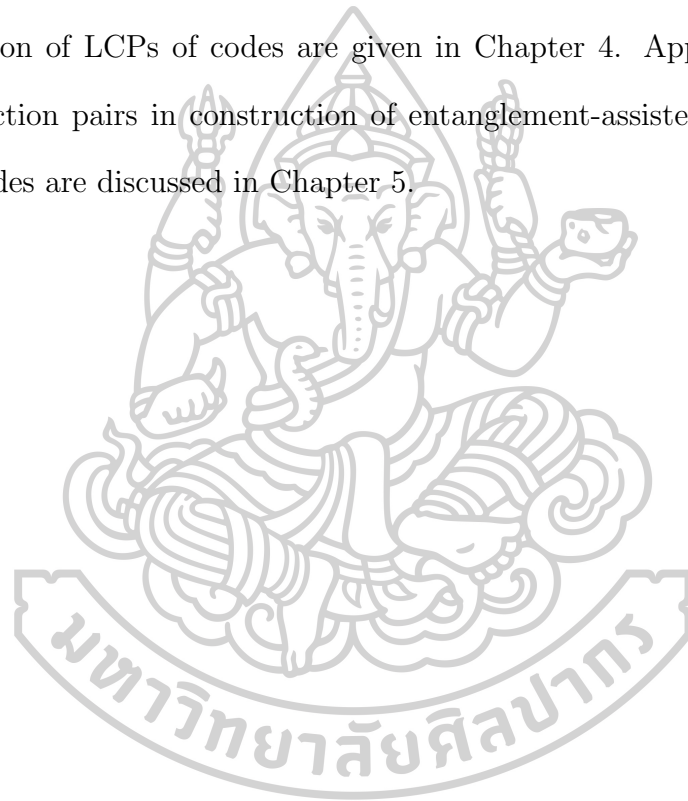 ion of LCPs of codes are given in Chapter 4. App
ction pairs in construction of entanglement-assiste
des are discussed in Chapter 5.
มหาวิทยาลัยศิลปากร